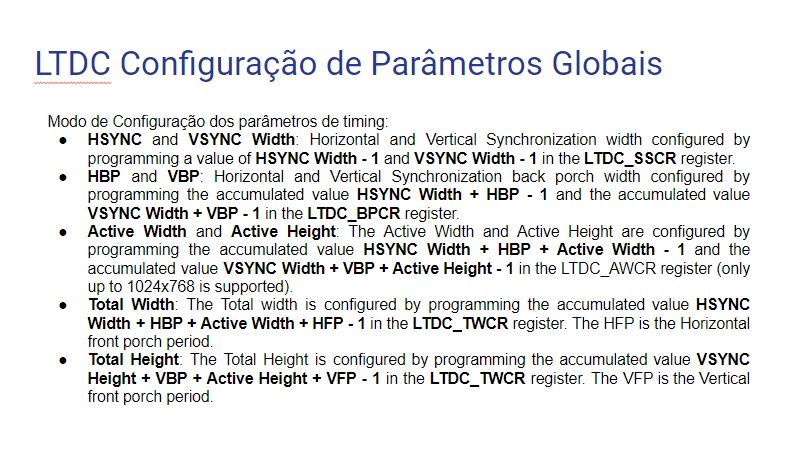 LTDC Configuração de Parâmetros Globais
Modo de Configuração dos parâmetros de timing:
● HSYNC and VSYNC Width: Horizontal and Vertical Synchronization width configured by
programming a value of HSYNC Width - 1 and VSYNC Width - 1 in the LTDC_SSCR register.
● HBP and VBP: Horizontal and Vertical Synchronization back porch width configured by
programming the accumulated value HSYNC Width + HBP - 1 and the accumulated value
VSYNC Width + VBP - 1 in the LTDC_BPCR register.
● Active Width and Active Height: The Active Width and Active Height are configured by
programming the accumulated value HSYNC Width + HBP + Active Width - 1 and the
accumulated value VSYNC Width + VBP + Active Height - 1 in the LTDC_AWCR register (only
up to 1024x768 is supported).
● Total Width: The Total width is configured by programming the accumulated value HSYNC
Width + HBP + Active Width + HFP - 1 in the LTDC_TWCR register. The HFP is the Horizontal
front porch period.
● Total Height: The Total Height is configured by programming the accumulated value VSYNC
Height + VBP + Active Height + VFP - 1 in the LTDC_TWCR register. The VFP is the Vertical
front porch period.